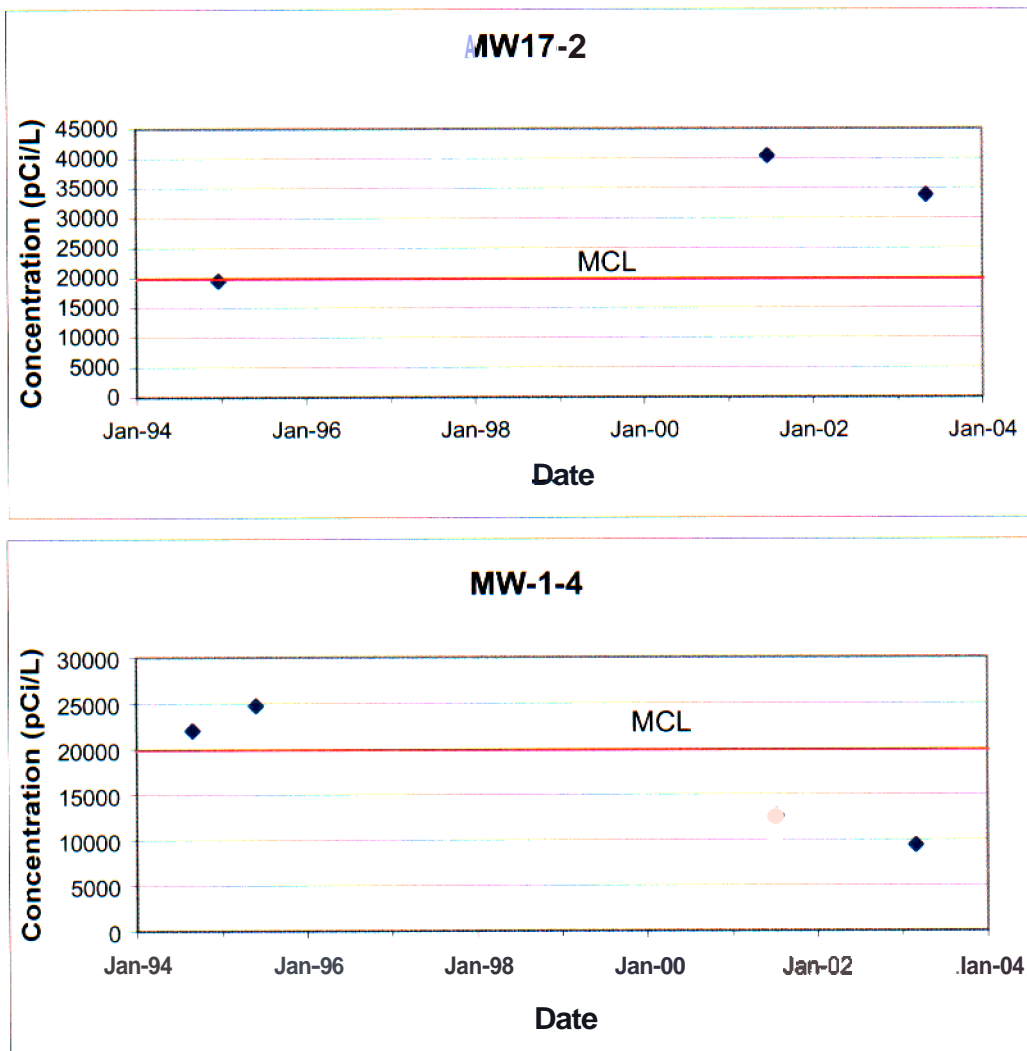 MW17-2
Concentration (pCi/L)
45000
40000
35000
30000
25000
20000
15000
10000
5000
0
MCL
Jan-94 Jan-96 Jan-98 Jan-00 Jan-02 Jan-04
Date
MW-1-4
Concentration (pCi/L)
30000
25000
20000
15000
10000
5000
0
MCL
Jan-94 Jan-96 Jan-98 Jan-00 Jan-02 Jan-04
Date